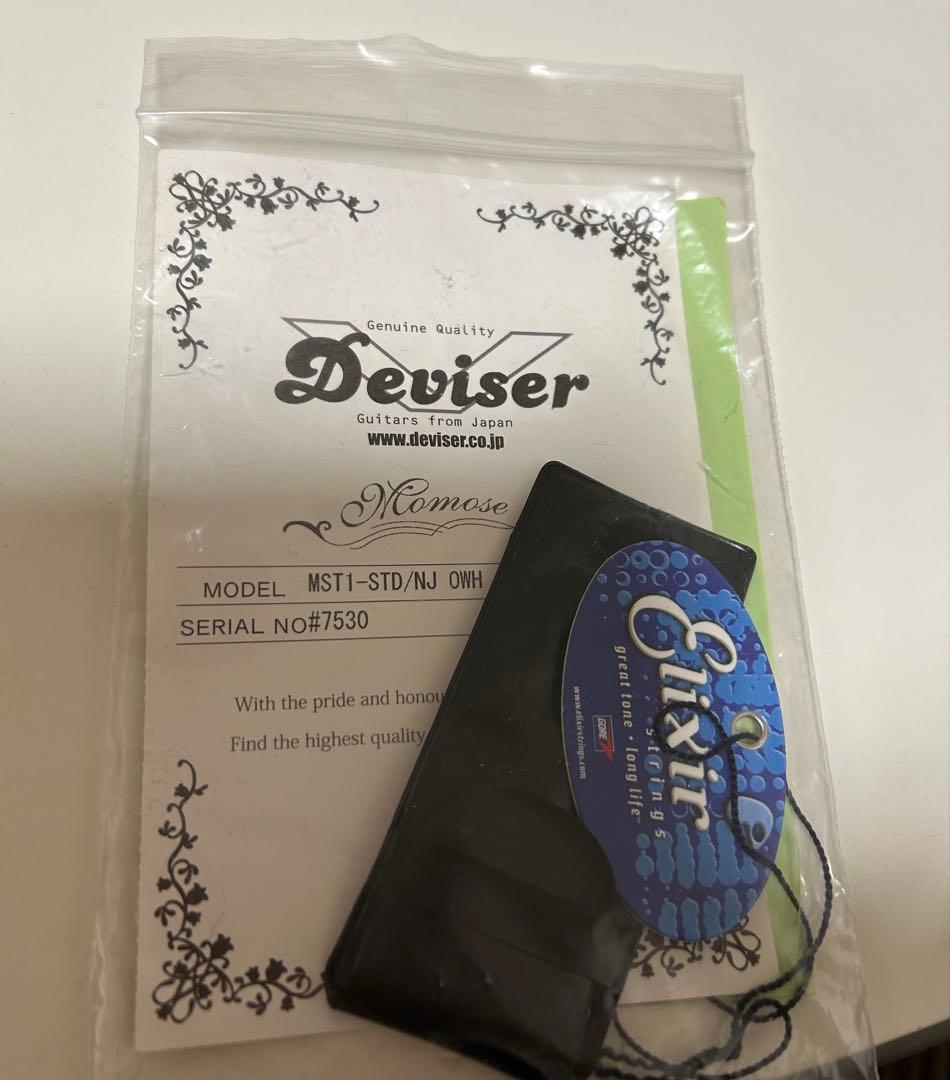 Genuine Quality
Deviser
Guitars from Japan
www.deviser.co.jp
Momose
MODEL MST1-STD/NJ OWH
SERIAL NO#7530
With the pride and honou
Find the highest quality
Elixir
strings
great tone · long life™
GORE
www.elixirstrings.com